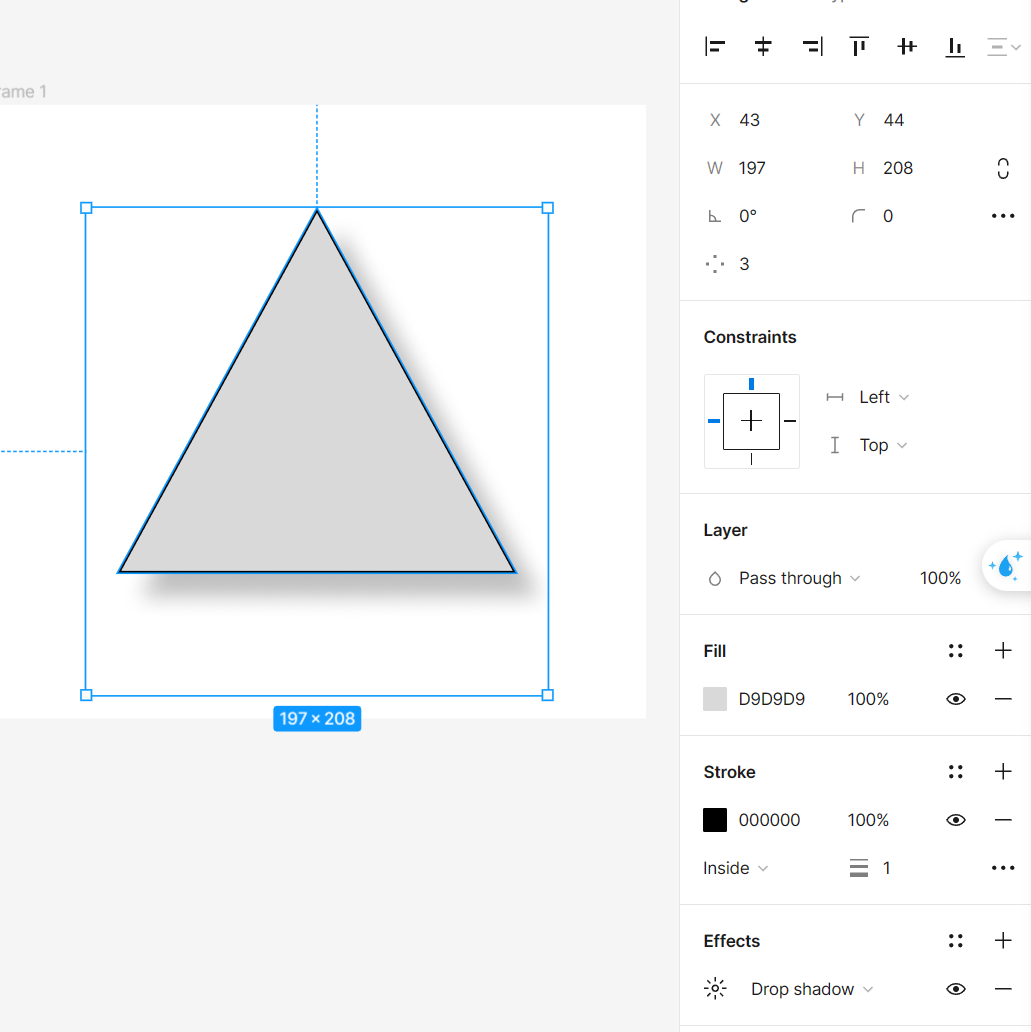 ame 1
X 43 Y 44
W 197 H 208
0° 0
3
Constraints
Left
Top
Layer
Pass through 100%
Fill
D9D9D9 100%
Stroke
000000 100%
Inside 1
Effects
Drop shadow
197 × 208